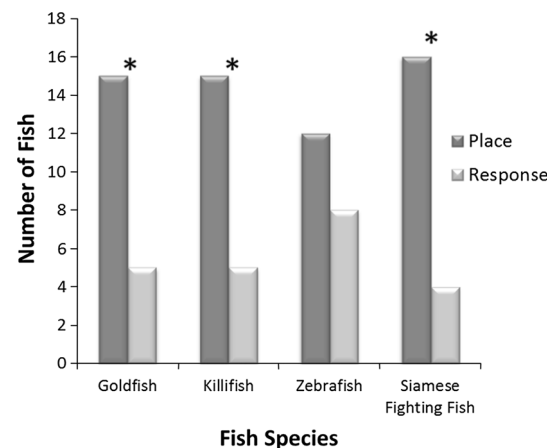 Number of Fish
18
16
14
12
10
8
6
4
2
0
*
*
*
Place
Response
Goldfish
Killifish
Zebrafish
Siamese
Fighting Fish
Fish Species